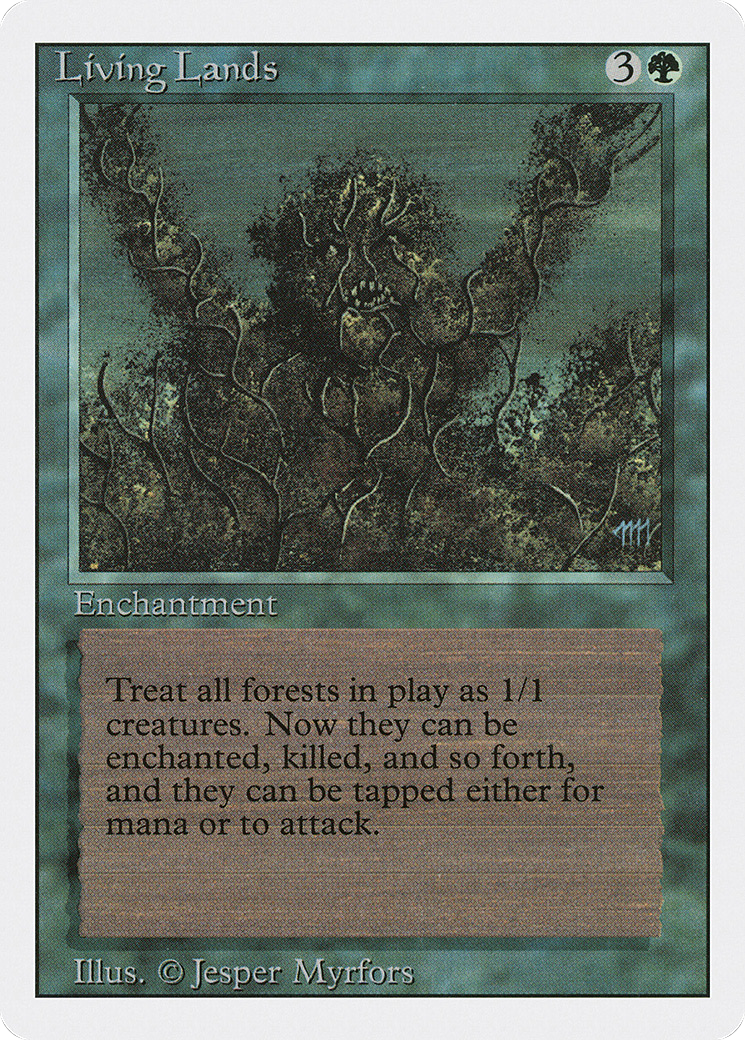 Living Lands 3
Enchantment
Treat all forests in play as 1/1
creatures. Now they can be
enchanted, killed, and so forth,
and they can be tapped either for
mana or to attack.
Illus. © Jesper Myrfors